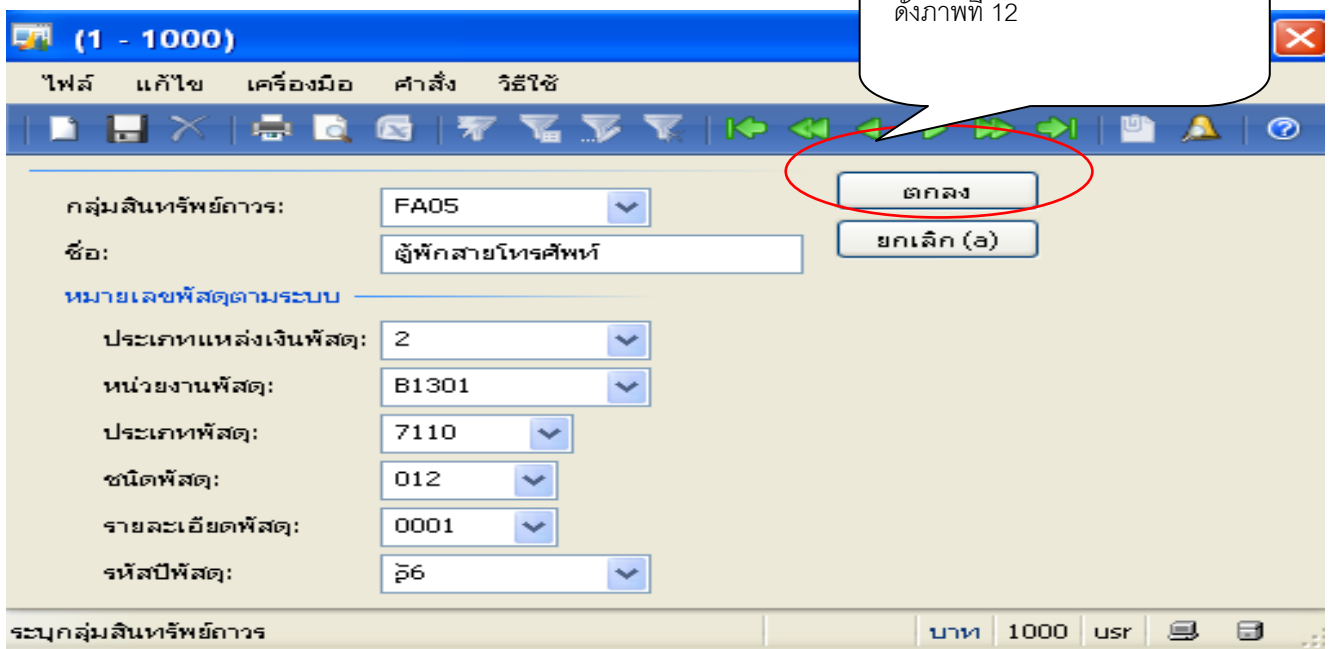 ดังภาพที่ 12
(1 - 1000)
ไฟล์ แก้ไข เครื่องมือ คำสั่ง วิธีใช้
กลุ่มสินทรัพย์ถาวร: FA05 ตกลง
ชื่อ: ตู้พักสายโทรศัพท์ ยกเลิก (a)
หมายเลขพัสดุตามระบบ
ประเภทแหล่งเงินพัสดุ: 2
หน่วยงานพัสดุ: B1301
ประเภทพัสดุ: 7110
ชนิดพัสดุ: 012
รายละเอียดพัสดุ: 0001
รหัสปีพัสดุ:
ระบุกลุ่มสินทรัพย์ถาวร บาท 1000 usr